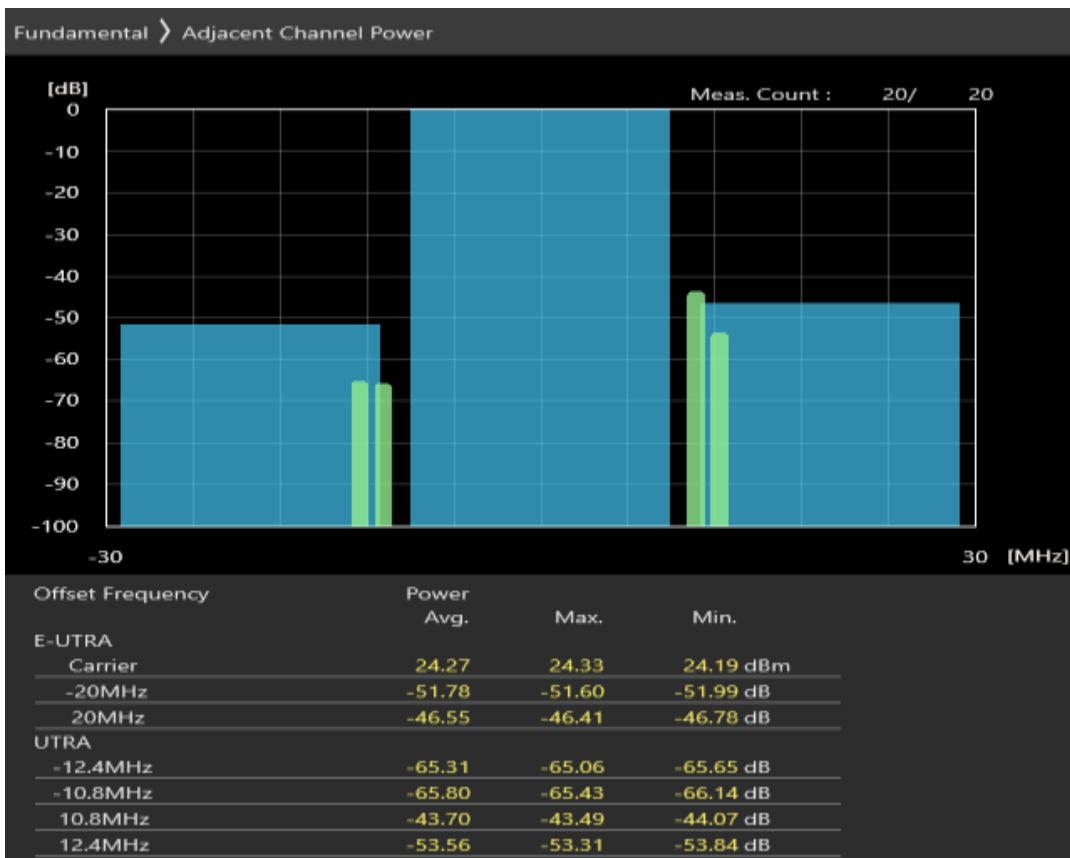 Fundamental 〉 Adjacent Channel Power
[dB]
Meas. Count : 20/ 20
0
-10
-20
-30
-40
-50
-60
-70
-80
-90
-100
-30 30 [MHz]
Offset Frequency Power
Avg. Max. Min.
E-UTRA
Carrier 24.27 24.33 24.19 dBm
-20MHz -51.78 -51.60 -51.99 dB
20MHz -46.55 -46.41 -46.78 dB
UTRA
-12.4MHz -65.31 -65.06 -65.65 dB
-10.8MHz -65.80 -65.43 -66.14 dB
10.8MHz -43.70 -43.49 -44.07 dB
12.4MHz -53.56 -53.31 -53.84 dB